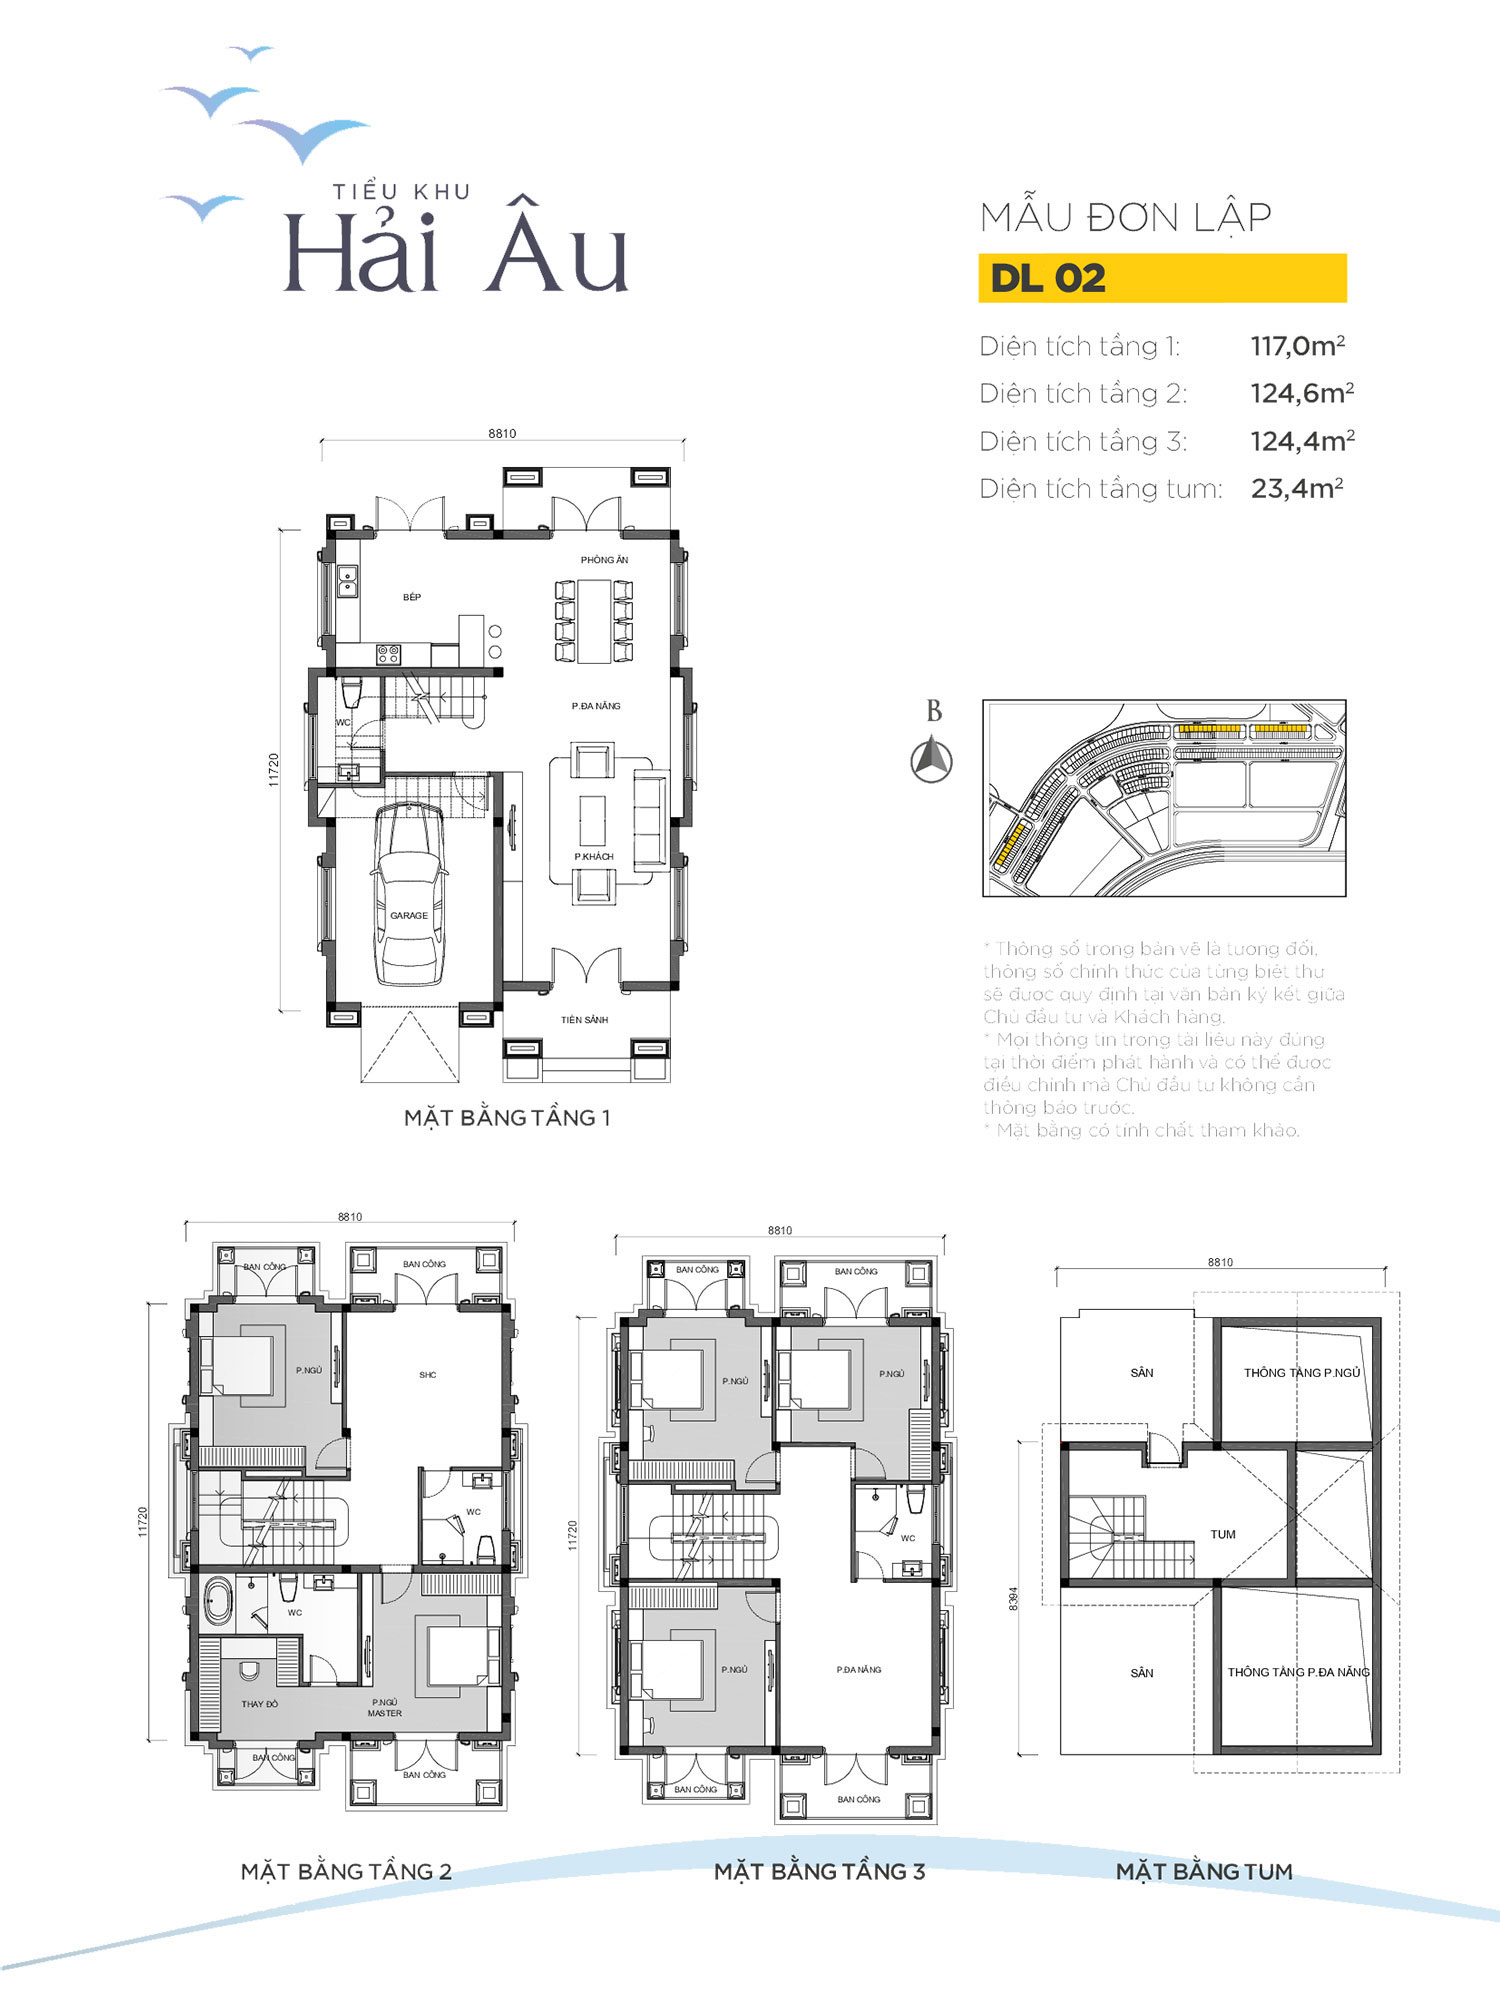 TIỂU KHU
Hải Âu
MẪU ĐƠN LẬP
DL 02
Diện tích tầng 1: 117,0m²
Diện tích tầng 2: 124,6m²
Diện tích tầng 3: 124,4m²
Diện tích tầng tum: 23,4m²
8810
11720
PHÒNG ĂN
BẾP
P.ĐA NĂNG
WC
P.KHÁCH
GARAGE
TIỀN SẢNH
MẶT BẰNG TẦNG 1
B
* Thông số trong bản vẽ là tương đối,
thông số chính thức của từng biệt thự
sẽ được quy định tại văn bản ký kết giữa
Chủ đầu tư và Khách hàng.
* Mọi thông tin trong tài liệu này đúng
tại thời điểm phát hành và có thể được
điều chỉnh mà Chủ đầu tư không cần
thông báo trước.
* Mặt bằng có tính chất tham khảo.
8810
11720
BAN CÔNG
BAN CÔNG
P.NGỦ
SHC
WC
WC
THAY ĐỒ
P.NGỦ
MASTER
BAN CÔNG
BAN CÔNG
MẶT BẰNG TẦNG 2
8810
11720
BAN CÔNG
BAN CÔNG
P.NGỦ
P.NGỦ
WC
P.NGỦ
P.ĐA NĂNG
BAN CÔNG
BAN CÔNG
MẶT BẰNG TẦNG 3
8810
8394
SÂN
THÔNG TẦNG P.NGỦ
TUM
SÂN
THÔNG TẦNG P.ĐA NĂNG
MẶT BẰNG TUM